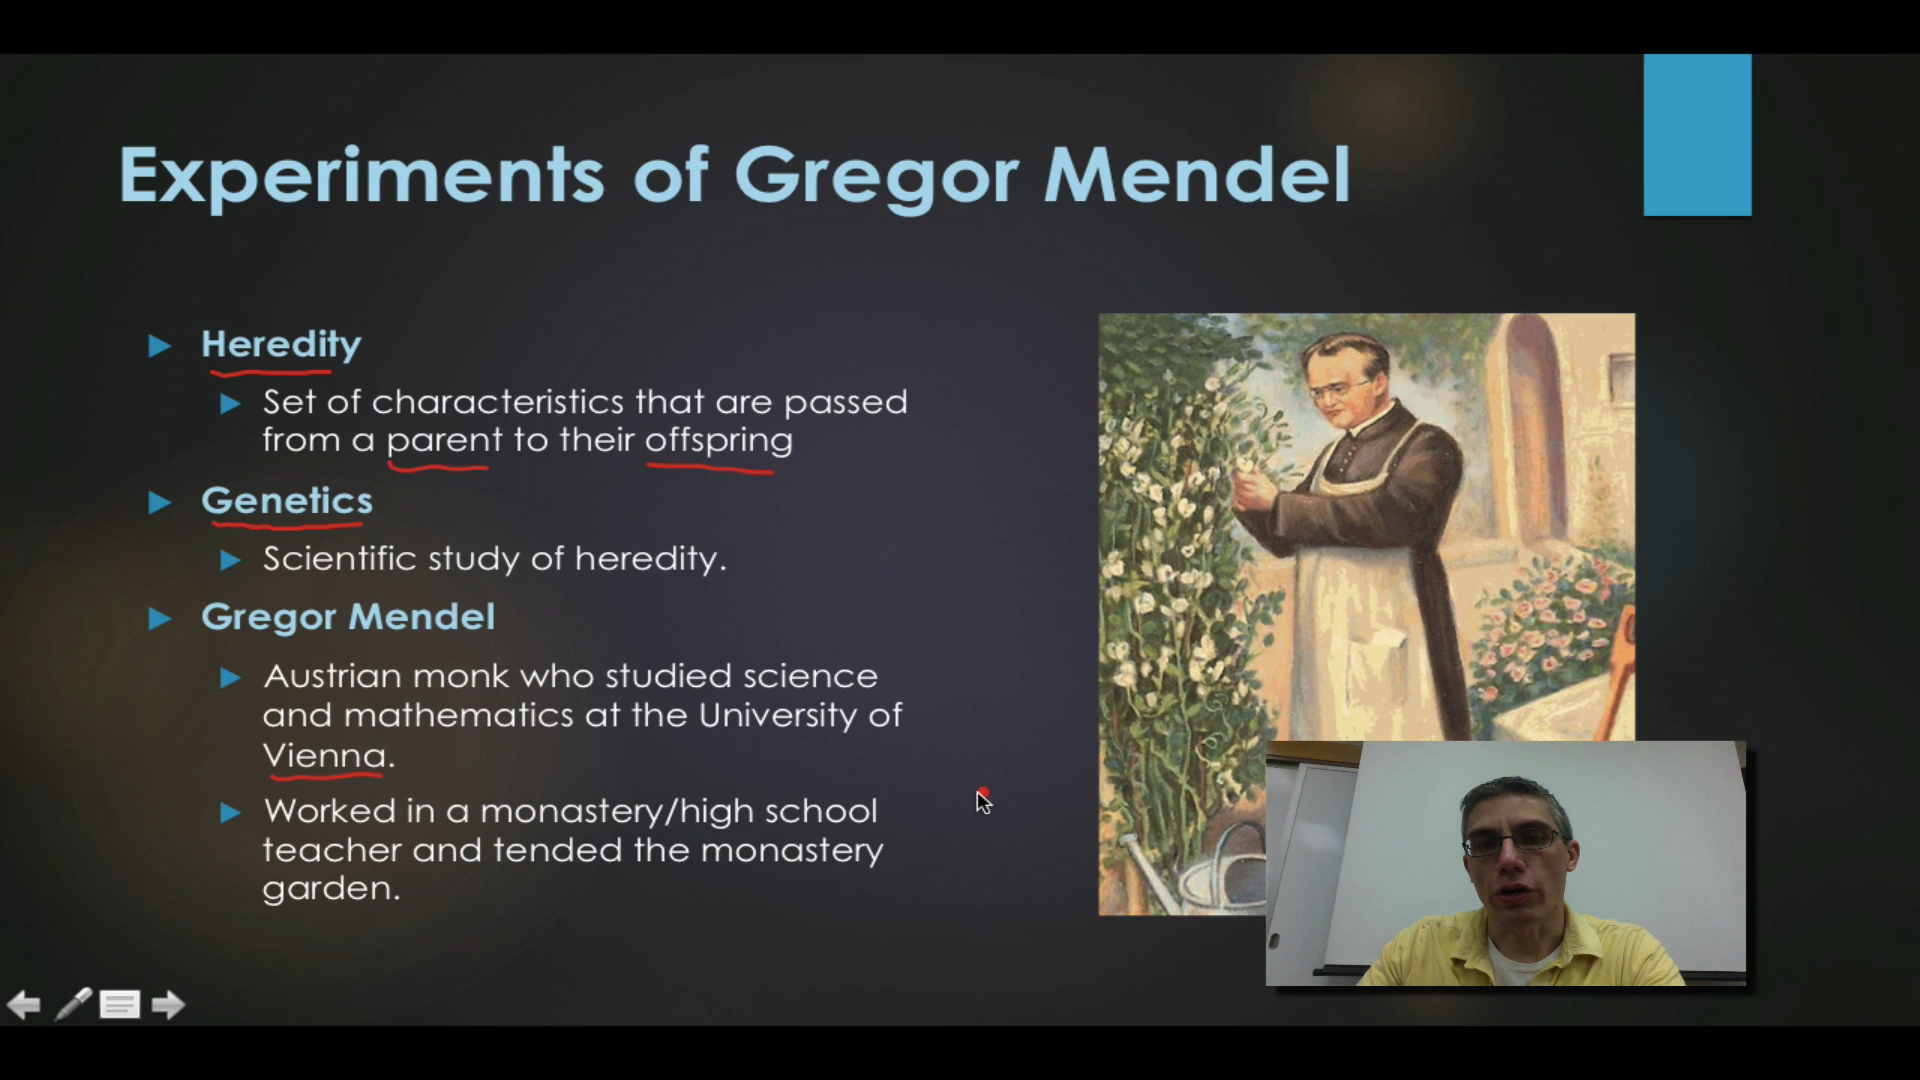 Experiments of Gregor Mendel
Heredity
Set of characteristics that are passed
from a parent to their offspring
Genetics
Scientific study of heredity.
Gregor Mendel
Austrian monk who studied science
and mathematics at the University of
Vienna.
Worked in a monastery/high school
teacher and tended the monastery
garden.